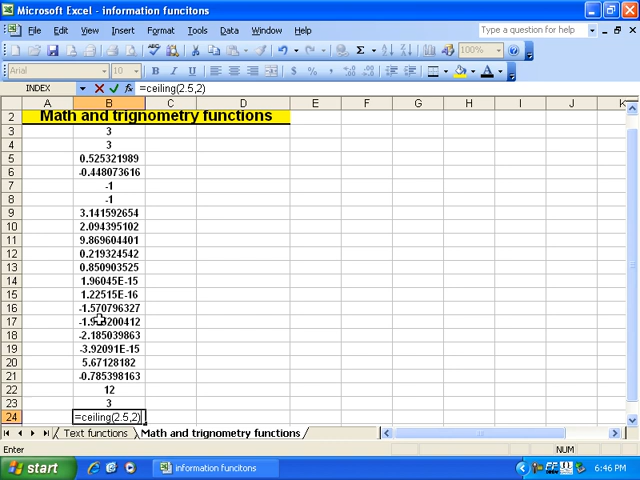 Microsoft Excel - information funcitons
File Edit View Insert Format Tools Data Window Help Type a question for help
100%
Arial 10 B I U $ %
INDEX fx =ceiling(2.5,2)
A B C D E F G H I J K
2 Math and trignometry functions
3 3
4 3
5 0.525321989
6 -0.448073616
7 -1
8 -1
9 3.141592654
10 2.094395102
11 9.869604401
12 0.219324542
13 0.850903525
14 1.96045E-15
15 1.22515E-16
16 -1.570796327
17
18 -2.185039863
19 -3.92091E-15
20 5.67128182
21 -0.785398163
22 12
23 3
24 =ceiling(2.5,2)
Text functions Math and trignometry functions
Enter NUM
start information funcitons EF 6:46 PM